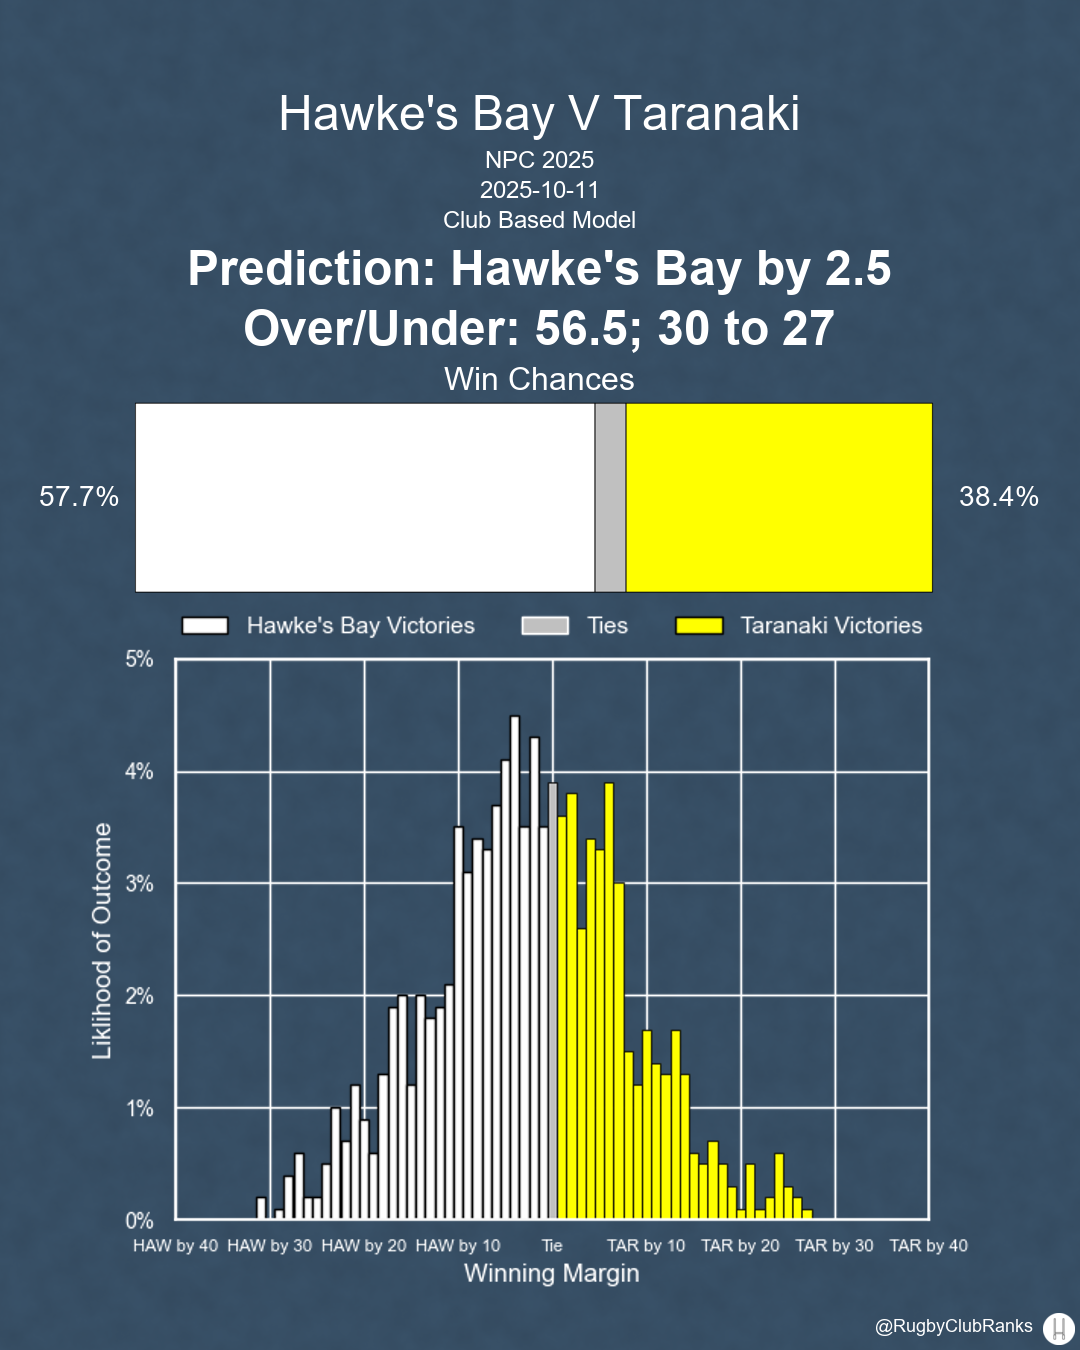 Hawke's Bay V Taranaki
NPC 2025
2025-10-11
Club Based Model
Prediction: Hawke's Bay by 2.5
Over/Under: 56.5; 30 to 27
Win Chances
57.7%
38.4%
Hawke's Bay Victories Ties Taranaki Victories
5%
4%
3%
2%
1%
0%
Liklihood of Outcome
HAW by 40 HAW by 30 HAW by 20 HAW by 10 Tie TAR by 10 TAR by 20 TAR by 30 TAR by 40
Winning Margin
@RugbyClubRanks